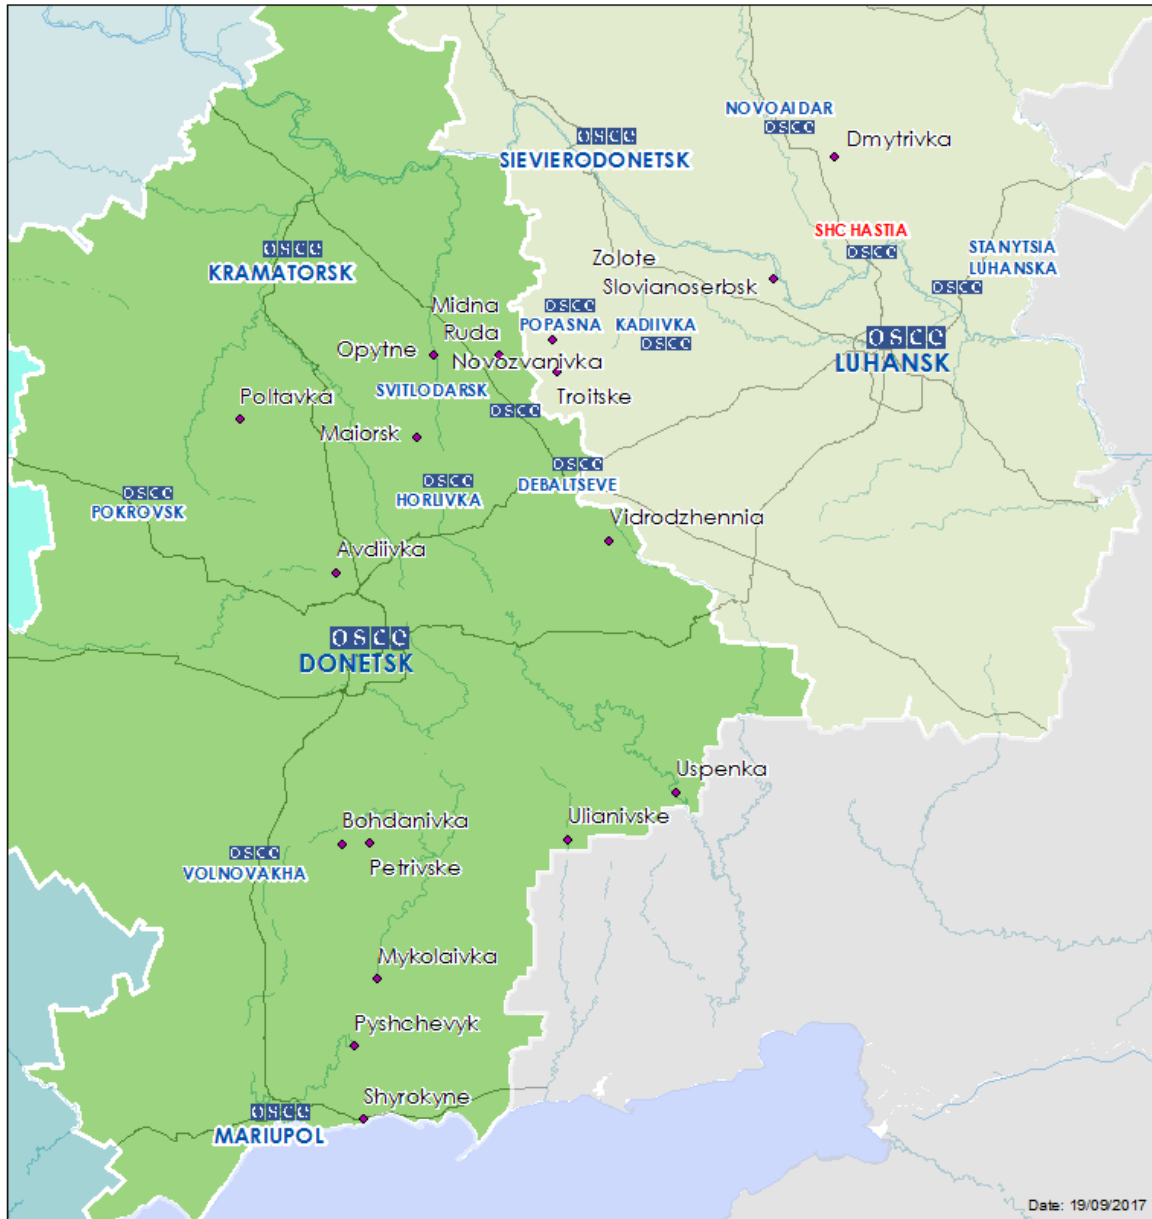 NOVOAIDAR
OSCE
Dmytrivka
OSCE
SIEVIERODONETSK
SHCHASTIA
OSCE
STANYTSIA
LUHANSKA
OSCE
OSCE
KRAMATORSK
Zolote
Slovianoserbsk
Midna
Ruda
OSCE
POPASNA
KADIIVKA
OSCE
OSCE
LUHANSK
Opytne
Novozvanivka
SVITLODARSK
OSCE
Troitske
Poltavka
Maiorsk
OSCE
DEBALTSEVE
OSCE
HORLIVKA
OSCE
POKROVSK
Vidrodzhennia
Avdiivka
OSCE
DONETSK
Uspenka
Ulianivske
Bohdanivka
Petrivske
OSCE
VOLNOVAKHA
Mykolaivka
Pyshchevyk
Shyrokyne
OSCE
MARIUPOL
Date: 19/09/2017